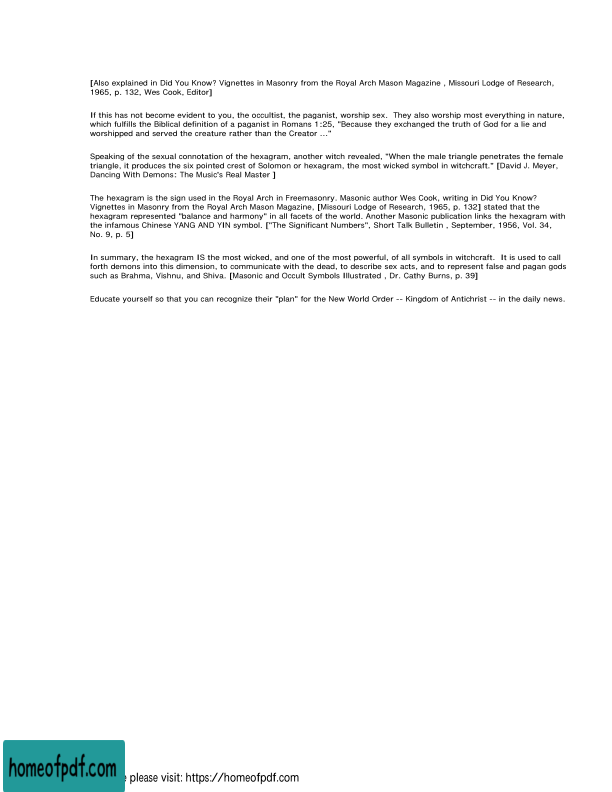 [Also explained in Did You Know? Vignettes in Masonry from the Royal Arch Mason Magazine , Missouri Lodge of Research,
1965, p. 132, Wes Cook, Editor]
If this has not become evident to you, the occultist, the paganist, worship sex.  They also worship most everything in nature,
which fulfills the Biblical definition of a paganist in Romans 1:25, "Because they exchanged the truth of God for a lie and
worshipped and served the creature rather than the Creator ..."
Speaking of the sexual connotation of the hexagram, another witch revealed, "When the male triangle penetrates the female
triangle, it produces the six pointed crest of Solomon or hexagram, the most wicked symbol in witchcraft." [David J. Meyer,
Dancing With Demons: The Music's Real Master ]
The hexagram is the sign used in the Royal Arch in Freemasonry. Masonic author Wes Cook, writing in Did You Know?
Vignettes in Masonry from the Royal Arch Mason Magazine, [Missouri Lodge of Research, 1965, p. 132] stated that the
hexagram represented "balance and harmony" in all facets of the world. Another Masonic publication links the hexagram with
the infamous Chinese YANG AND YIN symbol. ["The Significant Numbers", Short Talk Bulletin , September, 1956, Vol. 34,
No. 9, p. 5]
In summary, the hexagram IS the most wicked, and one of the most powerful, of all symbols in witchcraft.  It is used to call
forth demons into this dimension, to communicate with the dead, to describe sex acts, and to represent false and pagan gods
such as Brahma, Vishnu, and Shiva. [Masonic and Occult Symbols Illustrated , Dr. Cathy Burns, p. 39]
Educate yourself so that you can recognize their "plan" for the New World Order -- Kingdom of Antichrist -- in the daily news.
homeofpdf.com
please visit: https://homeofpdf.com